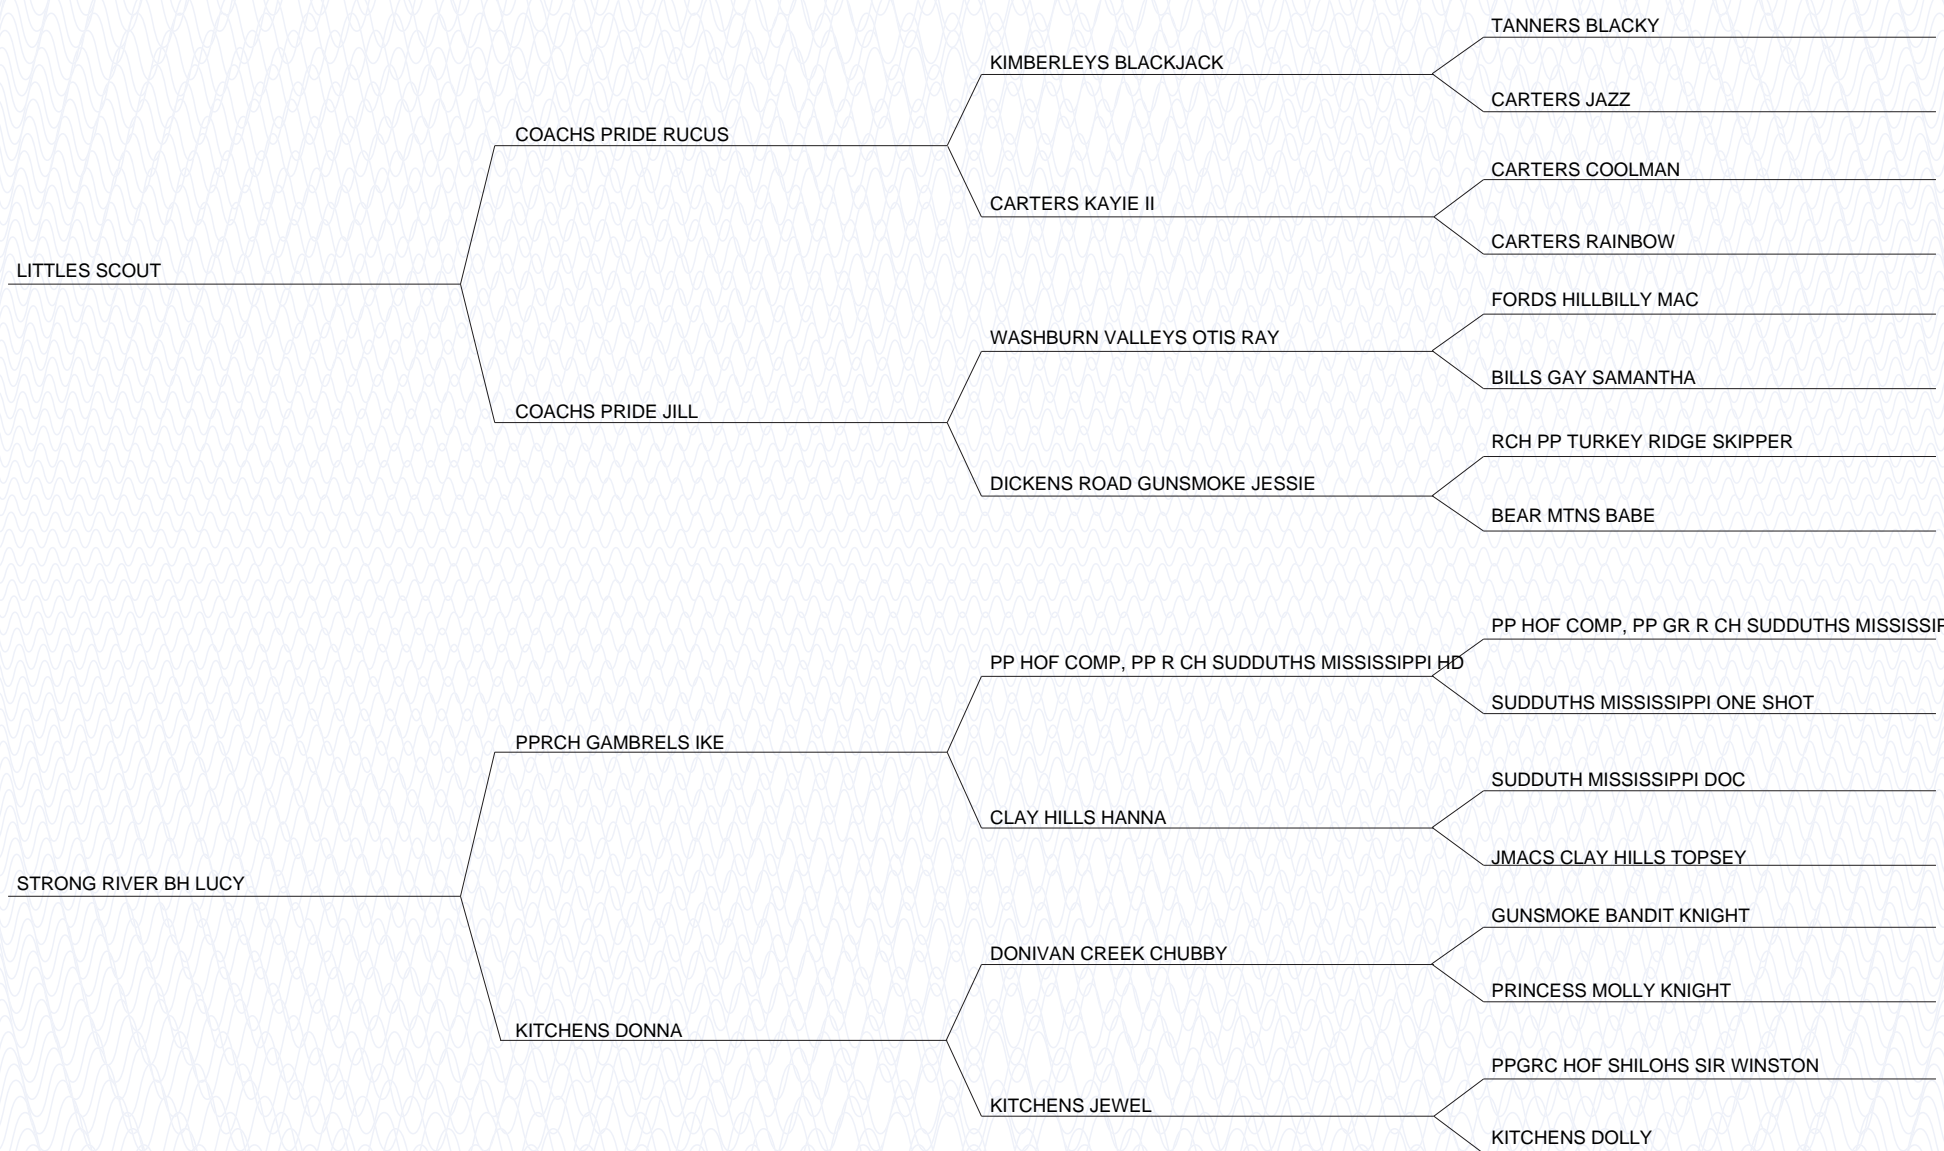 TANNERS BLACKY
KIMBERLEYS BLACKJACK
CARTERS JAZZ
COACHS PRIDE RUCUS
CARTERS COOLMAN
CARTERS KAYIE II
CARTERS RAINBOW
LITTLES SCOUT
FORDS HILLBILLY MAC
WASHBURN VALLEYS OTIS RAY
BILLS GAY SAMANTHA
COACHS PRIDE JILL
RCH PP TURKEY RIDGE SKIPPER
DICKENS ROAD GUNSMOKE JESSIE
BEAR MTNS BABE
PP HOF COMP, PP GR R CH SUDDUTHS
PP HOF COMP, PP R CH SUDDUTHS MISSISSIPPI HD
SUDDUTHS MISSISSIPPI ONE SHOT
PPRCH GAMBRELS IKE
SUDDUTH MISSISSIPPI DOC
CLAY HILLS HANNA
JMACS CLAY HILLS TOPSEY
STRONG RIVER BH LUCY
GUNSMOKE BANDIT KNIGHT
DONIVAN CREEK CHUBBY
PRINCESS MOLLY KNIGHT
KITCHENS DONNA
PPGRC HOF SHILOHS SIR WINSTON
KITCHENS JEWEL
KITCHENS DOLLY